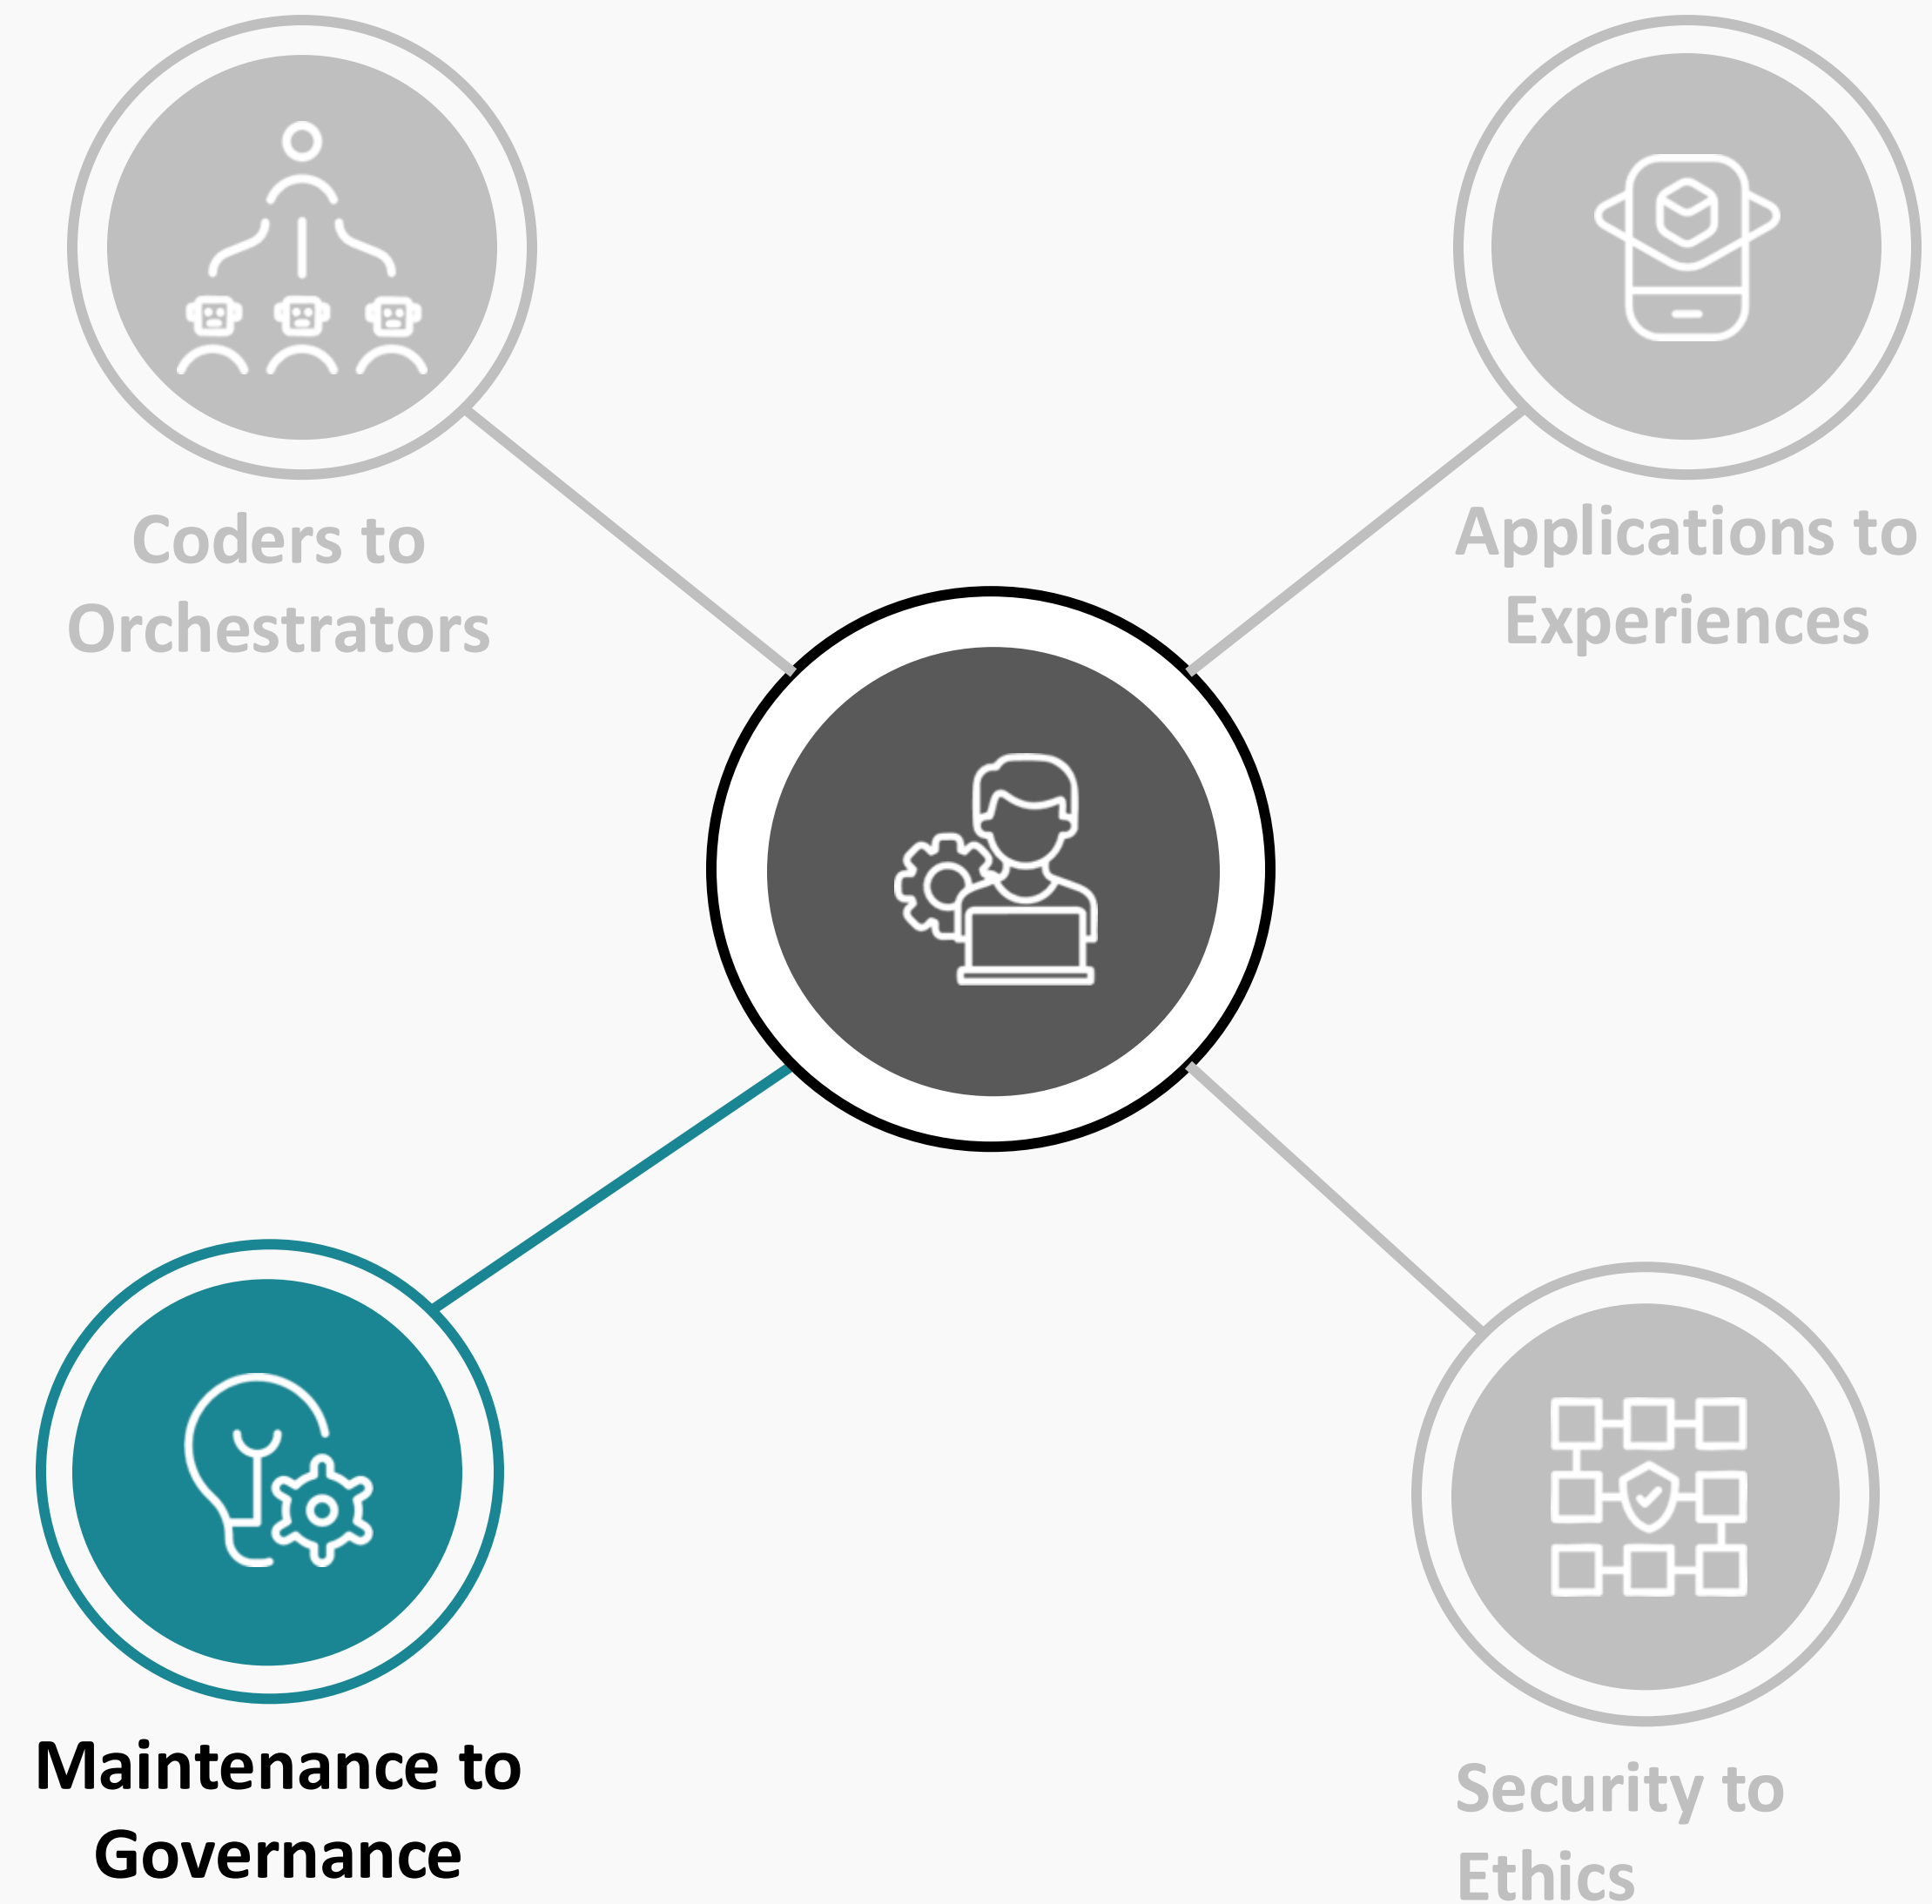 Coders to
Orchestrators
Applications to
Experiences
Maintenance to
Governance
Security to
Ethics